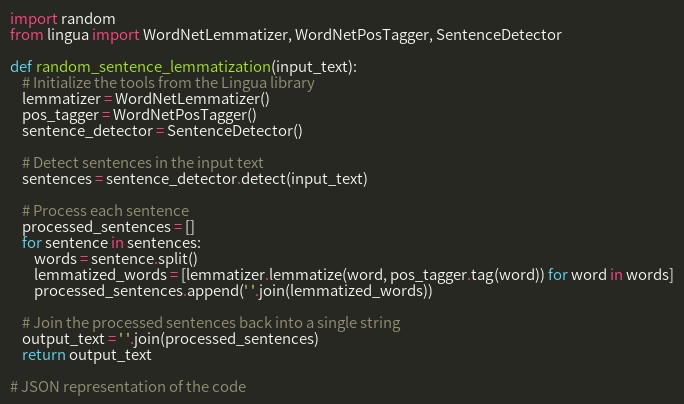 import random
from lingua import WordNetLemmatizer, WordNetPosTagger, SentenceDetector

def random_sentence_lemmatization(input_text):
    # Initialize the tools from the Lingua library
    lemmatizer = WordNetLemmatizer()
    pos_tagger = WordNetPosTagger()
    sentence_detector = SentenceDetector()

    # Detect sentences in the input text
    sentences = sentence_detector.detect(input_text)

    # Process each sentence
    processed_sentences = []
    for sentence in sentences:
        words = sentence.split()
        lemmatized_words = [lemmatizer.lemmatize(word, pos_tagger.tag(word)) for word in words]
        processed_sentences.append(' '.join(lemmatized_words))

    # Join the processed sentences back into a single string
    output_text = ' '.join(processed_sentences)
    return output_text

# JSON representation of the code